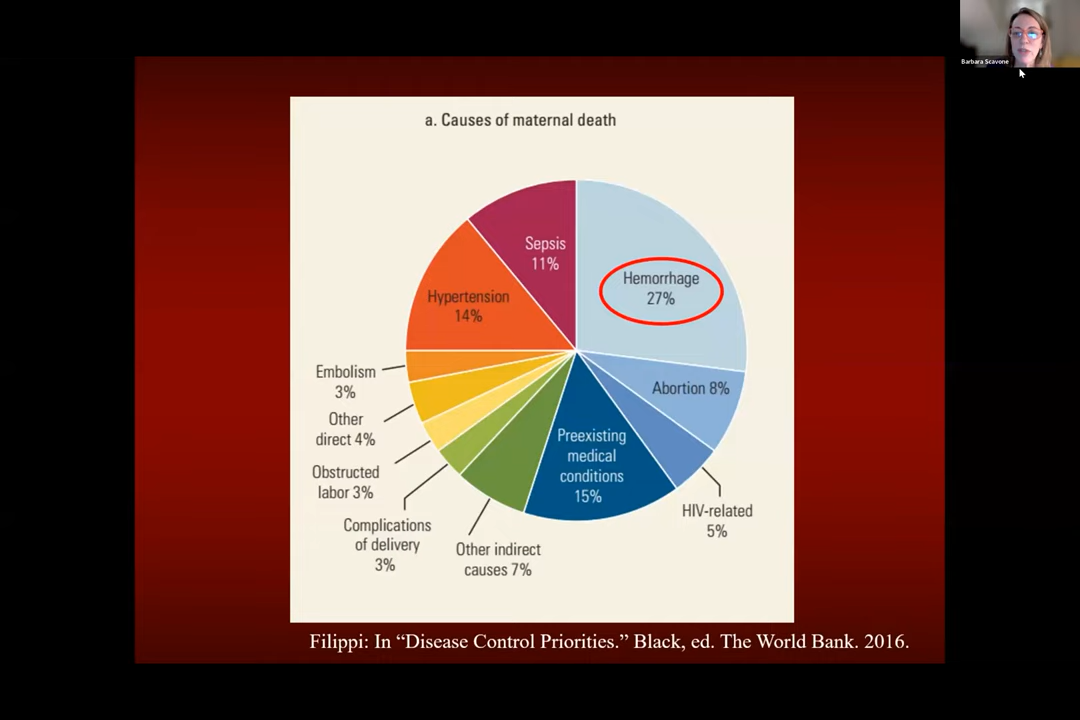 Barbara Scavone
a. Causes of maternal death
Sepsis
11%
Hemorrhage
27%
Hypertension
14%
Embolism
3%
Abortion 8%
Other
direct 4%
Preexisting
medical
conditions
15%
Obstructed
labor 3%
HIV-related
5%
Complications
of delivery
3%
Other indirect
causes 7%
Filippi: In “Disease Control Priorities.” Black, ed. The World Bank. 2016.